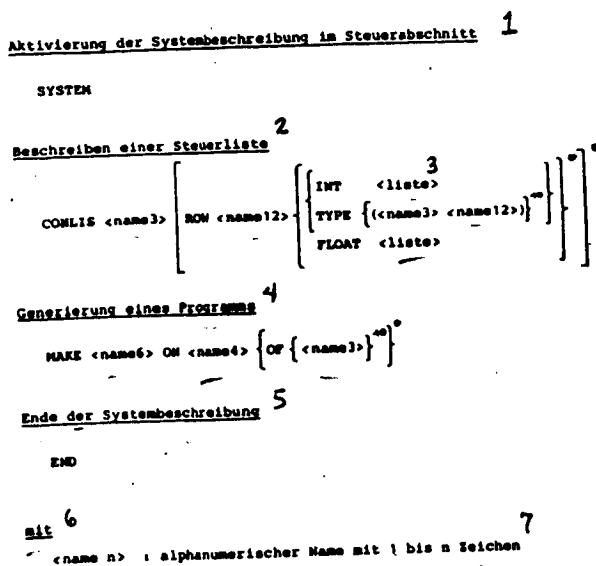 Aktivierung der Systembeschreibung im Steuerabschnitt 1
SYSTEM
Beschreiben einer Steuerliste 2
INT <liste> 3
CONLIS <name3> [ ROW <name12> { { [ TYPE {(<name3> <name12>)}^40 ] } }* ]*
FLOAT <liste>
Generierung eines Programms 4
MAKE <name6> ON <name4> { OF { <name3> }^40 }*
Ende der Systembeschreibung 5
END
mit 6
<name n> : alphanumerischer Name mit 1 bis n Zeichen 7